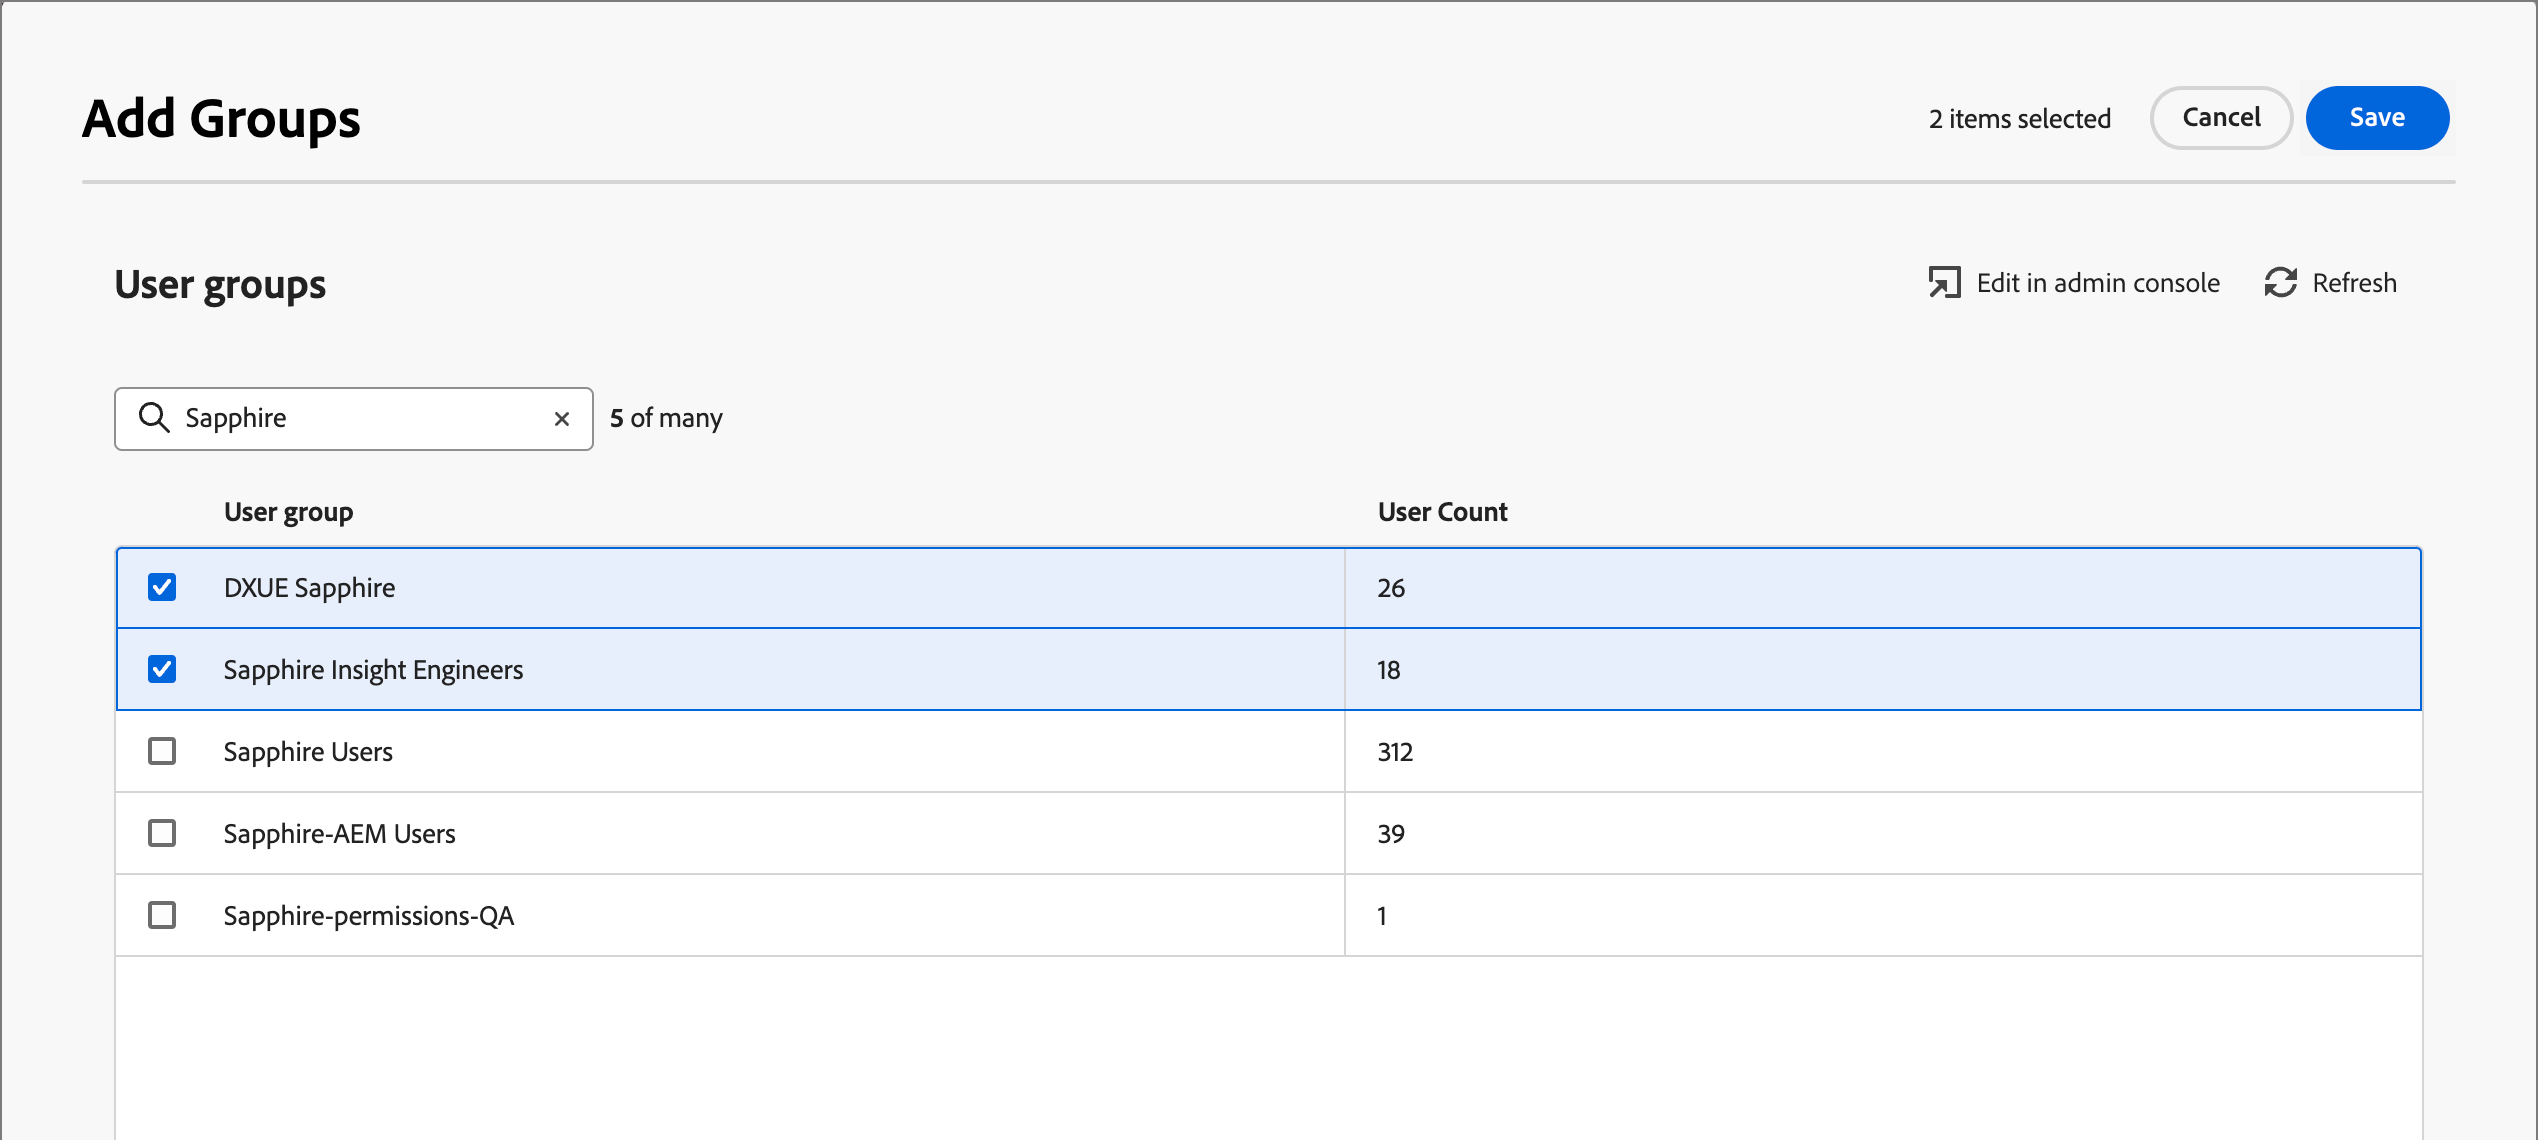 Add Groups
2 items selected
Cancel
Save
User groups
Edit in admin console
Refresh
Sapphire
5 of many
User group
User Count
DXUE Sapphire
26
Sapphire Insight Engineers
18
Sapphire Users
312
Sapphire-AEM Users
39
Sapphire-permissions-QA
1